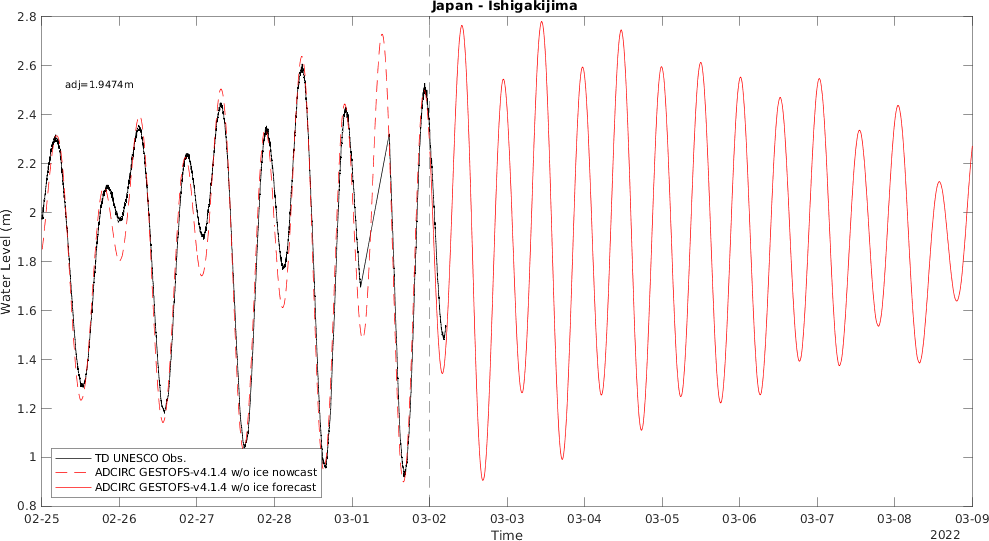 Japan - Ishigakijima
2.8
2.6
2.4
2.2
2
1.8
1.6
1.4
1.2
1
0.8
Water Level (m)
adj=1.9474m
TD UNESCO Obs.
ADCIRC GESTOFS-v4.1.4 w/o ice nowcast
ADCIRC GESTOFS-v4.1.4 w/o ice forecast
02-25 02-26 02-27 02-28 03-01 03-02 03-03 03-04 03-05 03-06 03-07 03-08 03-09
Time
2022